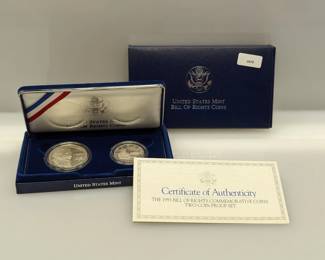 UNITED STATES MINT
BILL OF RIGHTS COINS
UNITED STATES MINT
Certificate of Authenticity
THE 1993 BILL OF RIGHTS COMMEMORATIVE COINS
TWO-COIN PROOF SET